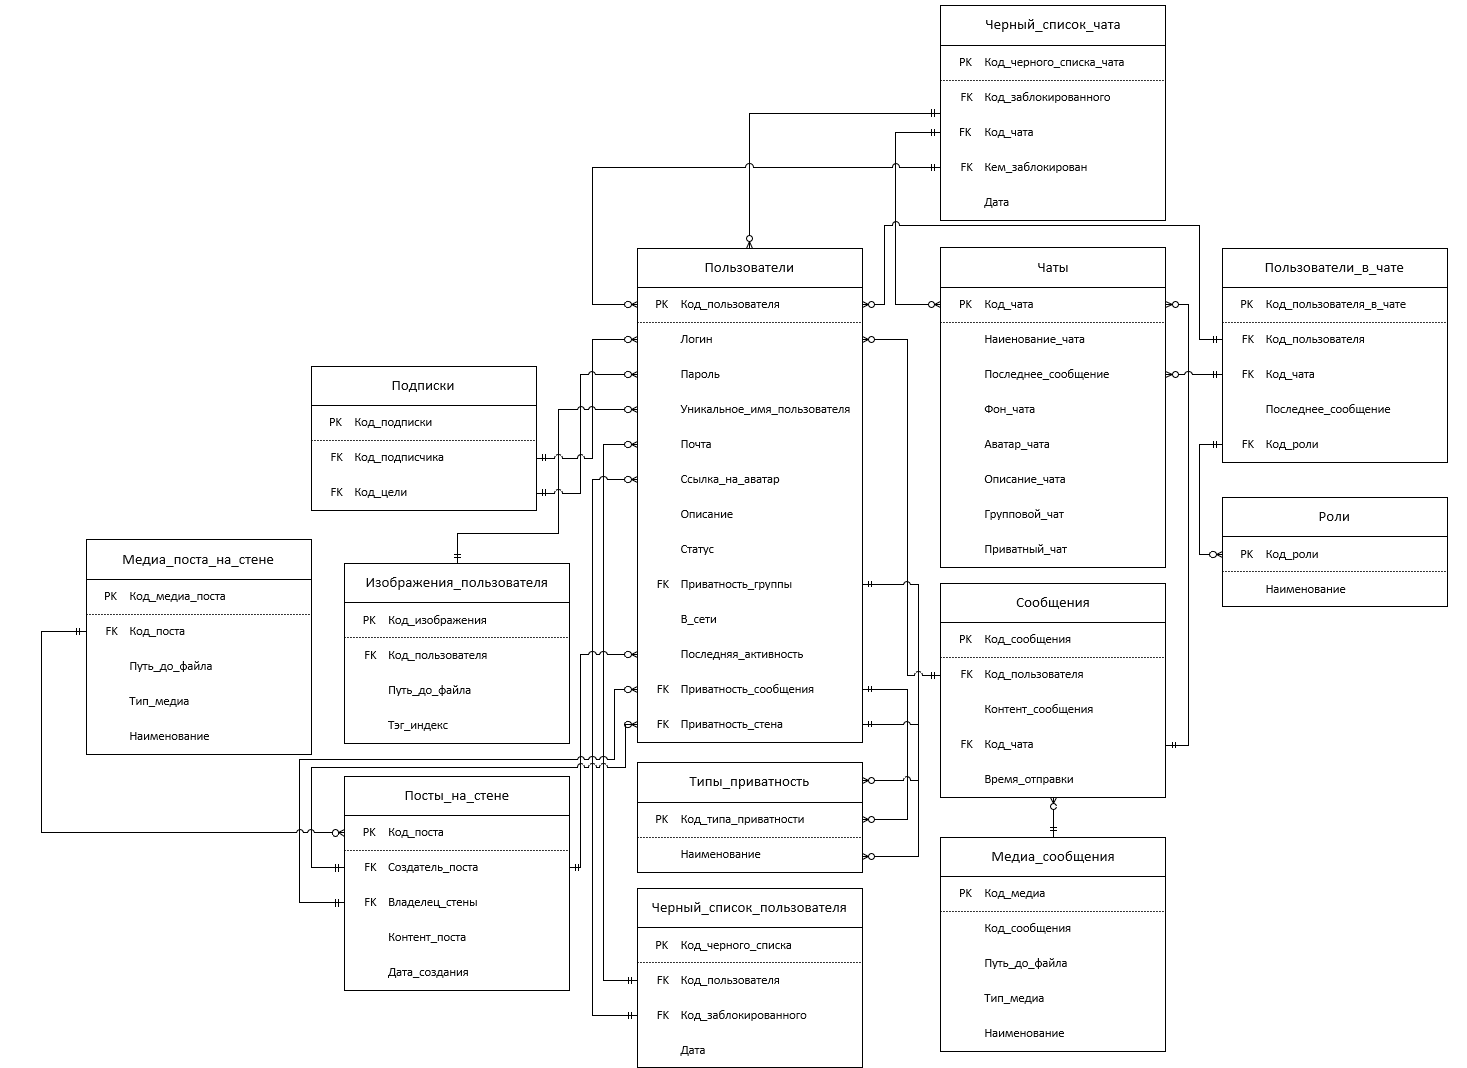 Черный_список_чата
PK Код_черного_списка_чата
FK Код_заблокированного
FK Код_чата
FK Кем_заблокирован
Дата
Пользователи
PK Код_пользователя
Логин
Пароль
Уникальное_имя_пользователя
Почта
Ссылка_на_аватар
Описание
Статус
FK Приватность_группы
В_сети
Последняя_активность
FK Приватность_сообщения
FK Приватность_стена
Чаты
PK Код_чата
Наиенование_чата
Последнее_сообщение
Фон_чата
Аватар_чата
Описание_чата
Групповой_чат
Приватный_чат
Пользователи_в_чате
PK Код_пользователя_в_чате
FK Код_пользователя
FK Код_чата
Последнее_сообщение
FK Код_роли
Подписки
PK Код_подписки
FK Код_подписчика
FK Код_цели
Роли
PK Код_роли
Наименование
Медиа_поста_на_стене
PK Код_медиа_поста
FK Код_поста
Путь_до_файла
Тип_медиа
Наименование
Изображения_пользователя
PK Код_изображения
FK Код_пользователя
Путь_до_файла
Тэг_индекс
Сообщения
PK Код_сообщения
FK Код_пользователя
Контент_сообщения
FK Код_чата
Время_отправки
Посты_на_стене
PK Код_поста
FK Создатель_поста
FK Владелец_стены
Контент_поста
Дата_создания
Типы_приватность
PK Код_типа_приватности
Наименование
Медиа_сообщения
PK Код_медиа
Код_сообщения
Путь_до_файла
Тип_медиа
Наименование
Черный_список_пользователя
PK Код_черного_списка
FK Код_пользователя
FK Код_заблокированного
Дата